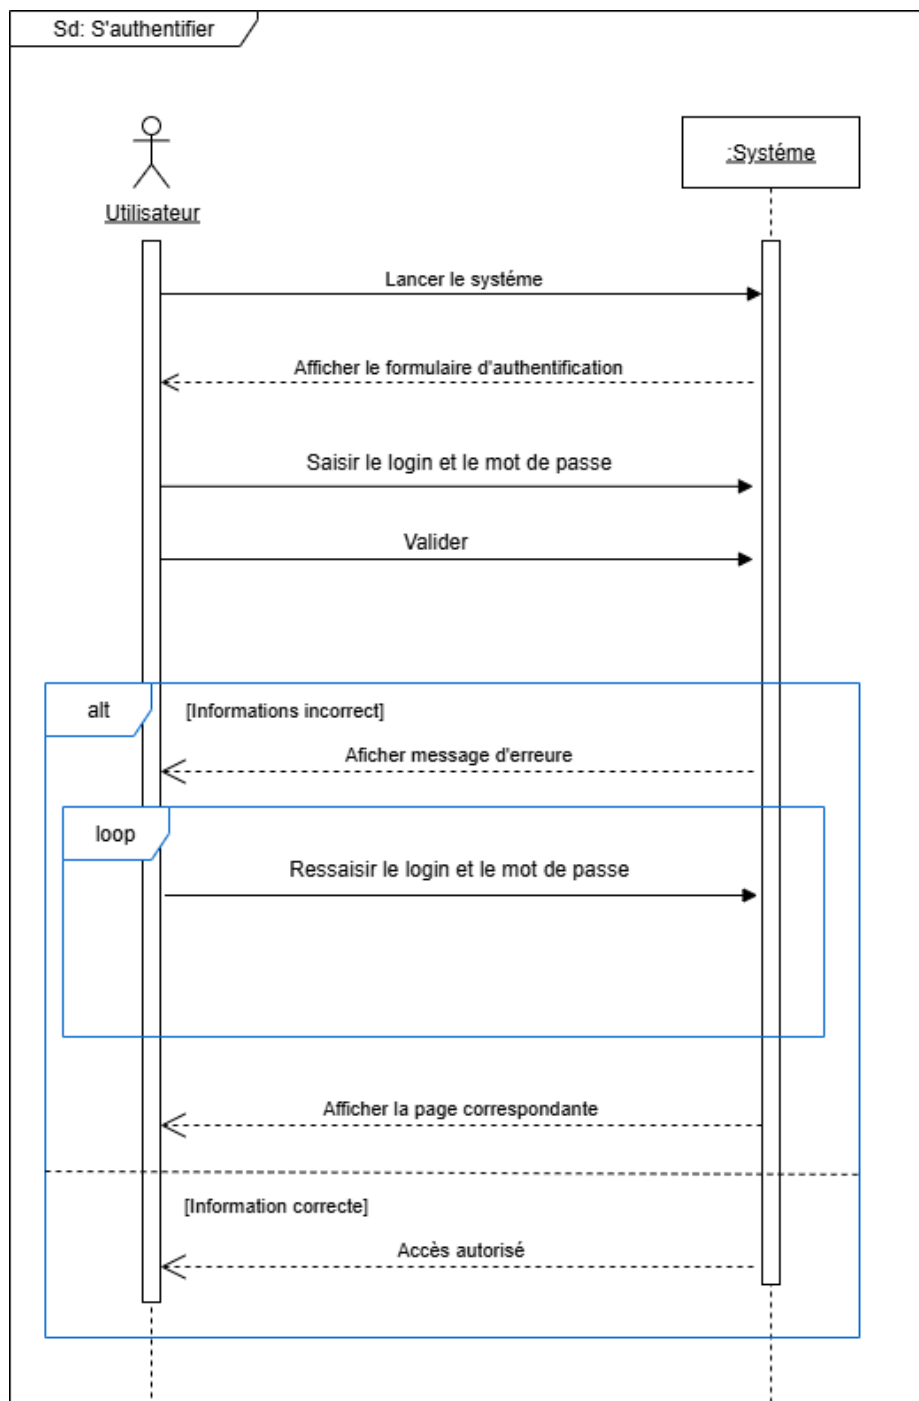 Sd: S'authentifier
:Systéme
Utilisateur
Lancer le systéme
Afficher le formulaire d'authentification
Saisir le login et le mot de passe
Valider
alt
[Informations incorrect]
Aficher message d'erreure
loop
Ressaisir le login et le mot de passe
Afficher la page correspondante
[Information correcte]
Accès autorisé